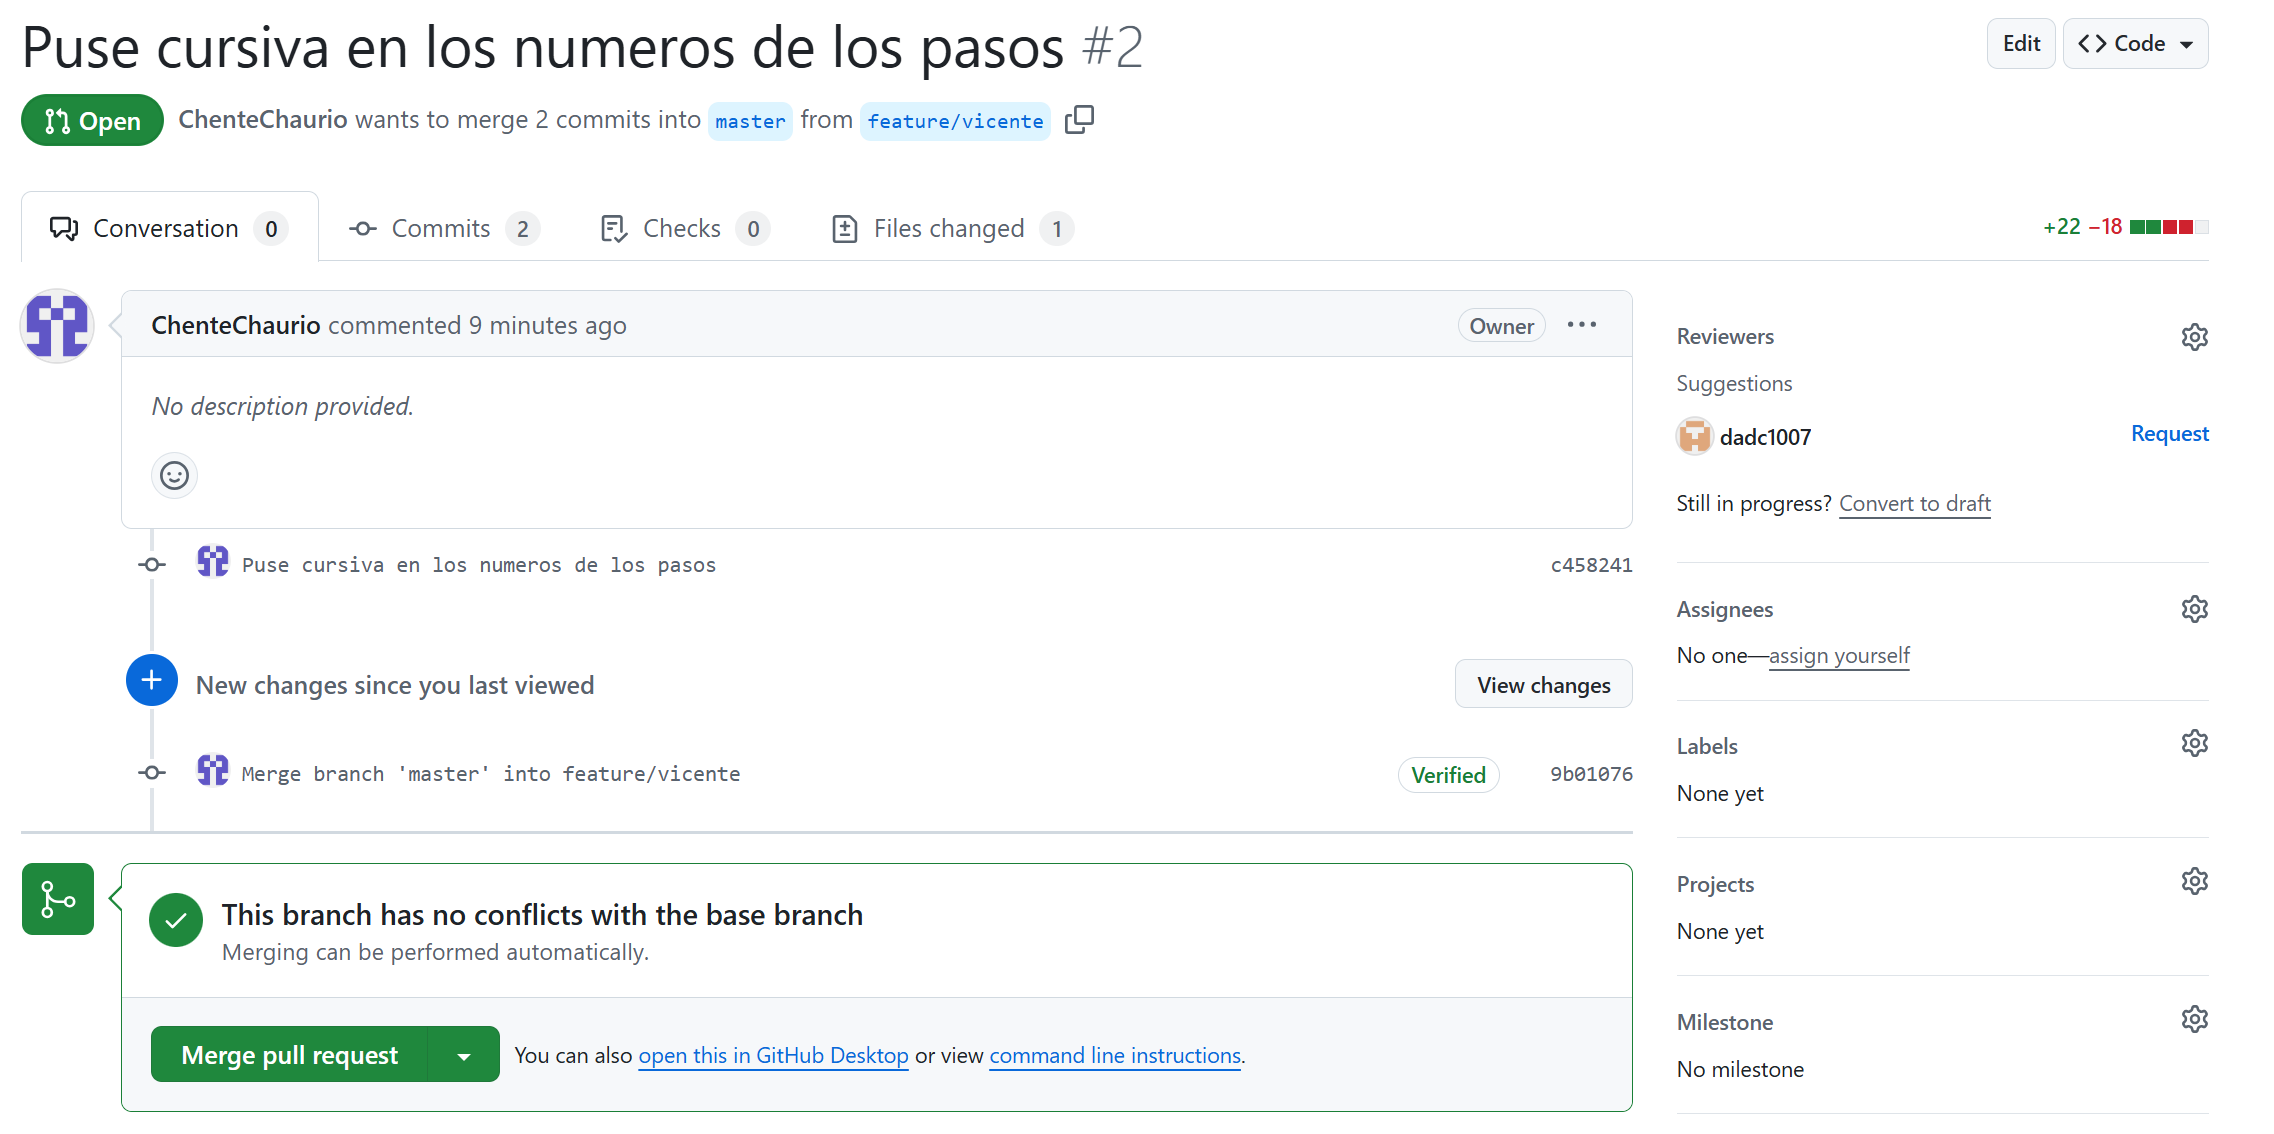 Puse cursiva en los numeros de los pasos #2
Edit
Code
Open
ChenteChaurio wants to merge 2 commits into master from feature/vicente
Conversation 0
Commits 2
Checks 0
Files changed 1
+22 −18
ChenteChaurio commented 9 minutes ago
Owner
No description provided.
Puse cursiva en los numeros de los pasos
c458241
New changes since you last viewed
View changes
Merge branch 'master' into feature/vicente
Verified
9b01076
This branch has no conflicts with the base branch
Merging can be performed automatically.
Merge pull request
You can also open this in GitHub Desktop or view command line instructions.
Reviewers
Suggestions
dadc1007
Request
Still in progress? Convert to draft
Assignees
No one—assign yourself
Labels
None yet
Projects
None yet
Milestone
No milestone